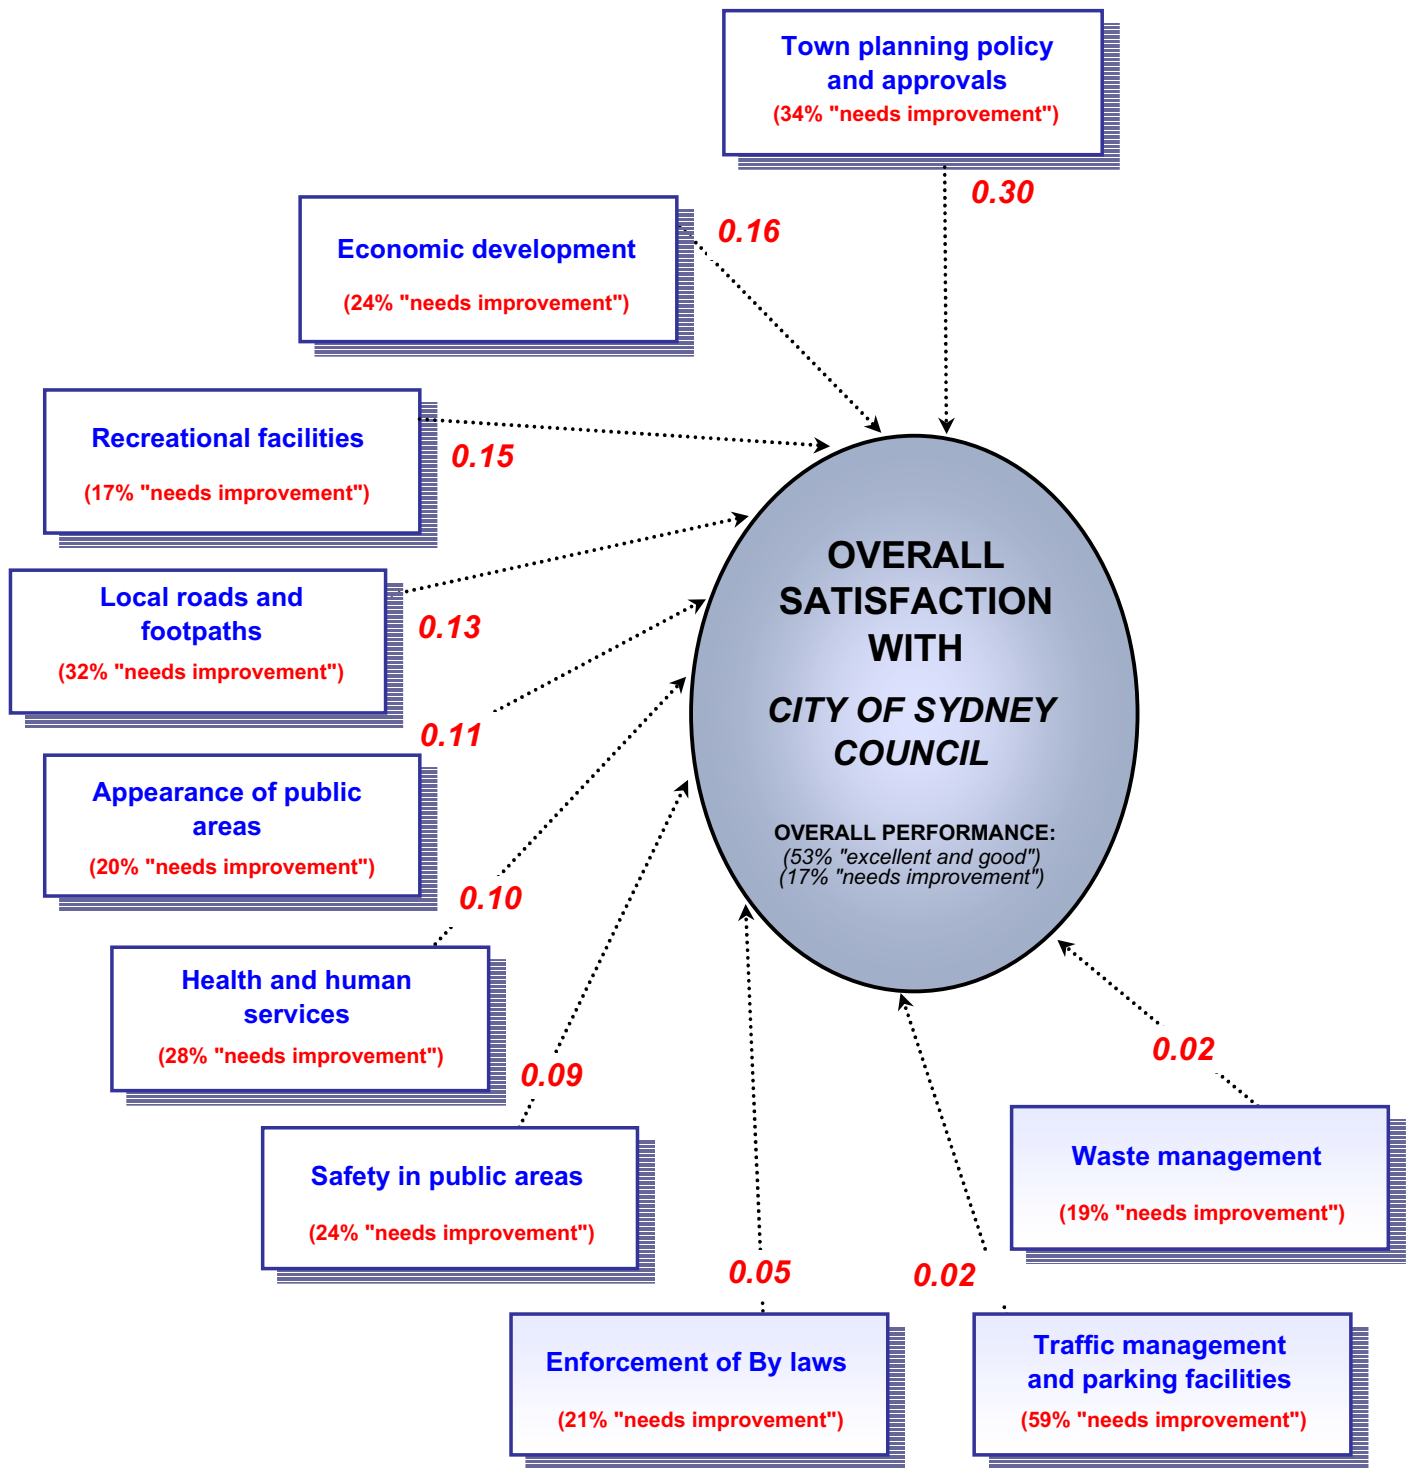 Town planning policy
and approvals
(34% "needs improvement")
0.30
Economic development
(24% "needs improvement")
0.16
Recreational facilities
(17% "needs improvement")
0.15
Local roads and
footpaths
(32% "needs improvement")
0.13
Appearance of public
areas
(20% "needs improvement")
0.11
Health and human
services
(28% "needs improvement")
0.10
Safety in public areas
(24% "needs improvement")
0.09
Enforcement of By laws
(21% "needs improvement")
0.05
Traffic management
and parking facilities
(59% "needs improvement")
0.02
Waste management
(19% "needs improvement")
0.02
OVERALL
SATISFACTION
WITH
CITY OF SYDNEY
COUNCIL
OVERALL PERFORMANCE:
(53% "excellent and good")
(17% "needs improvement")